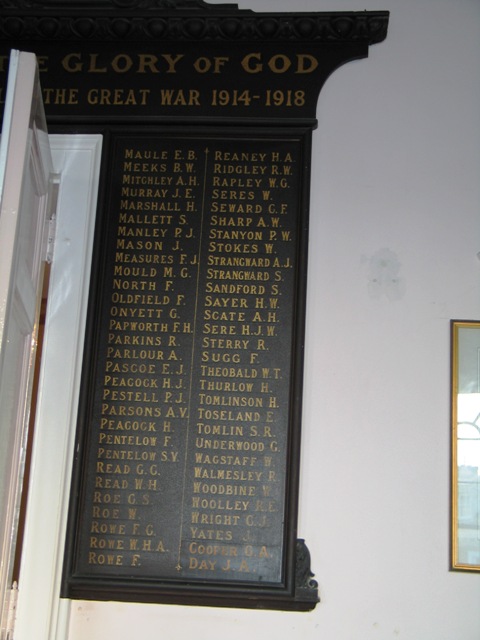 GLORY OF GOD
THE GREAT WAR 1914-1918
MAULE E.B.
MEEKS B.W.
MITCHLEY A.H.
MURRAY J.E.
MARSHALL H.
MALLETT S.
MANLEY P.J.
MASON J.
MEASURES F.J.
MOULD M.G.
NORTH F.
OLDFIELD F.
ONYETT G.
PAPWORTH F.H.
PARKINS R.
PARLOUR A.
PASCOE E.J.
PEACOCK H.J.
PESTELL P.J.
PARSONS A.V.
PEACOCK H.
PENTELOW F.
PENTELOW S.Y.
READ G.G.
READ W.H.
ROE G.S.
ROE W.
ROWE F.G.
ROWE W.H.A.
ROWE F.
REANEY H.A.
RIDGLEY R.W.
RAPLEY W.G.
SERES W.
SEWARD G.F.
SHARP A.W.
STANYON P.W.
STOKES W.
STRANGWARD A.J.
STRANGWARD S.
SANDFORD S.
SAYER H.W.
SCATE A.H.
SERE H.J.W.
STERRY R.
SUGG F.
THEOBALD W.T.
THURLOW H.
TOMLINSON H.
TOSELAND E.
TOMLIN S.R.
UNDERWOOD G.
WAGSTAFF W.
WALMESLEY R.
WOODBINE W.
WOOLLEY R.E.
WRIGHT C.J.
YATES J.
COOPER O.A.
DAY J.A.